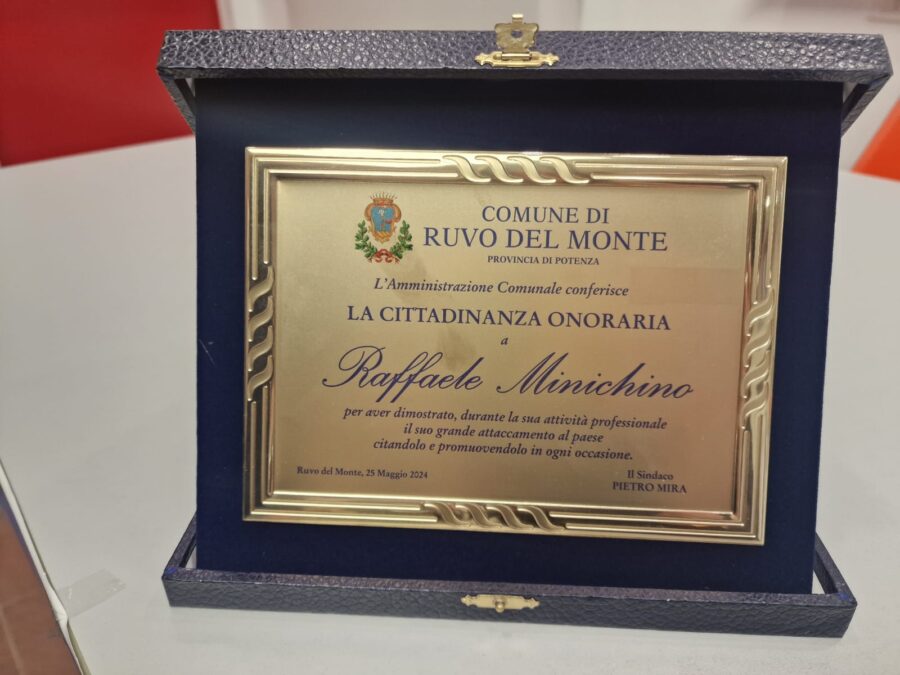 COMUNE DI
RUVO DEL MONTE
PROVINCIA DI POTENZA
L'Amministrazione Comunale conferisce
LA CITTADINANZA ONORARIA
a
Raffaele Minichino
per aver dimostrato, durante la sua attività professionale
il suo grande attaccamento al paese
citandolo e promuovendolo in ogni occasione.
Ruvo del Monte, 25 Maggio 2024
Il Sindaco
PIETRO MIRA